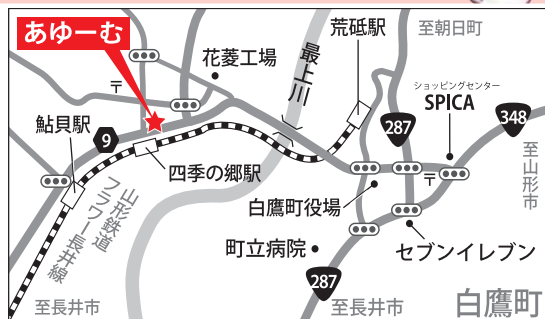 あゆーむ
花菱工場
荒砥駅
至朝日町
最上川
〒
鮎貝駅
9
四季の郷駅
山形鉄道
フラワー長井線
ショッピングセンター
SPICA
287
348
至山形市
〒
白鷹町役場
町立病院
セブンイレブン
287
至長井市
至長井市
白鷹町